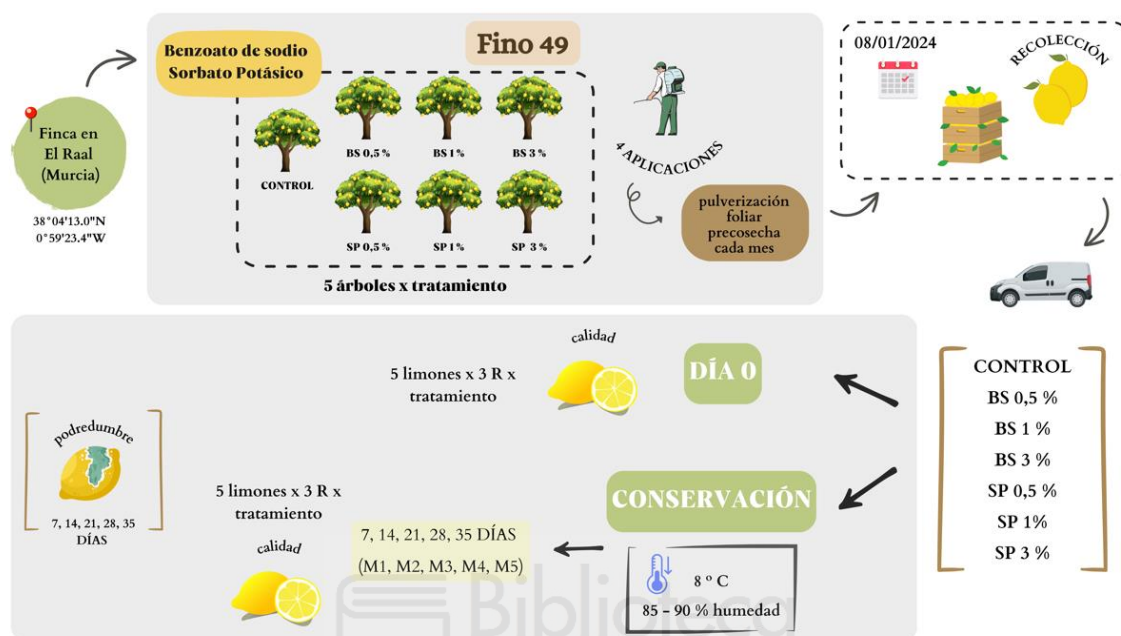 Finca en
El Raal
(Murcia)
38°04'13.0"N
0°59'23.4"W
Benzoato de sodio
Sorbato Potásico
Fino 49
CONTROL
BS 0,5 %
BS 1 %
BS 3 %
SP 0,5 %
SP 1 %
SP 3 %
5 árboles x tratamiento
4 APLICACIONES
pulverización
foliar
precosecha
cada mes
08/01/2024
RECOLECCIÓN
CONTROL
BS 0,5 %
BS 1 %
BS 3 %
SP 0,5 %
SP 1%
SP 3 %
DÍA 0
calidad
5 limones x 3 R x
tratamiento
CONSERVACIÓN
8 º C
85 – 90 % humedad
7, 14, 21, 28, 35 DÍAS
(M1, M2, M3, M4, M5)
5 limones x 3 R x
tratamiento
calidad
podredumbre
7, 14, 21, 28, 35
DÍAS
Biblioteca